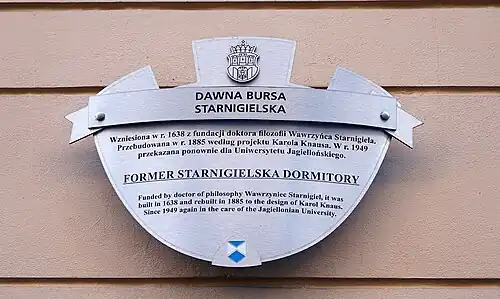 DAWNA BURSA
STARNIGIELSKA
Wzniesiona w r. 1638 z fundacji doktora filozofii Wawrzyńca Starnigiela.
Przebudowana w r. 1885 według projektu Karola Knausa. W r. 1949
przekazana ponownie dla Uniwersytetu Jagiellońskiego.
FORMER STARNIGIELSKA DORMITORY
Funded by doctor of philosophy Wawrzyniec Starnigiel, it was
built in 1638 and rebuilt in 1885 to the design of Karol Knaus.
Since 1949 again in the care of the Jagiellonian University.